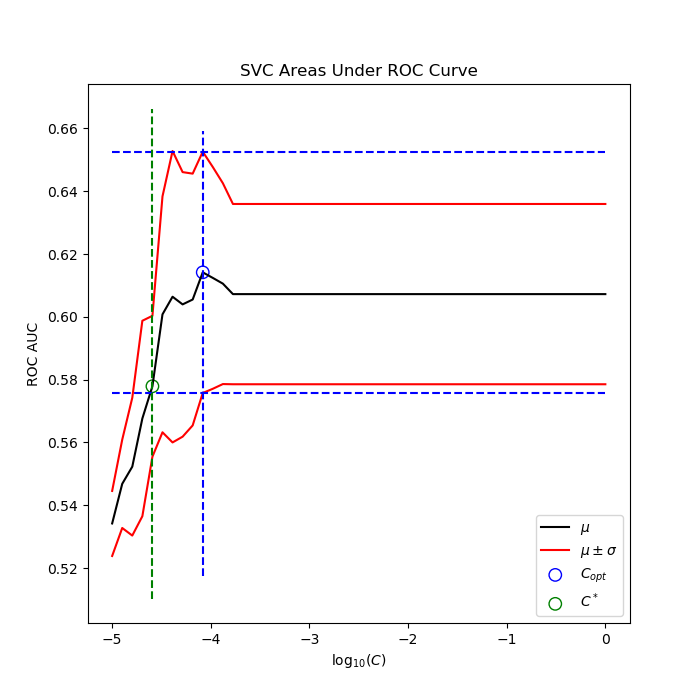 SVC Areas Under ROC Curve
ROC AUC
0.66
0.64
0.62
0.60
0.58
0.56
0.54
0.52
μ
μ ± σ
C_opt
C*
−5 −4 −3 −2 −1 0
log₁₀(C)